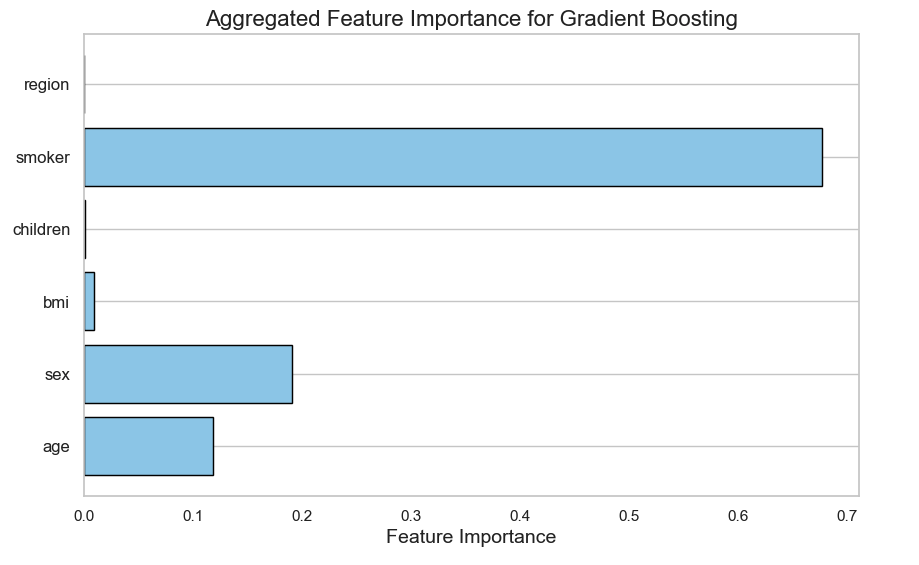 Aggregated Feature Importance for Gradient Boosting
region
smoker
children
bmi
sex
age
0.0 0.1 0.2 0.3 0.4 0.5 0.6 0.7
Feature Importance